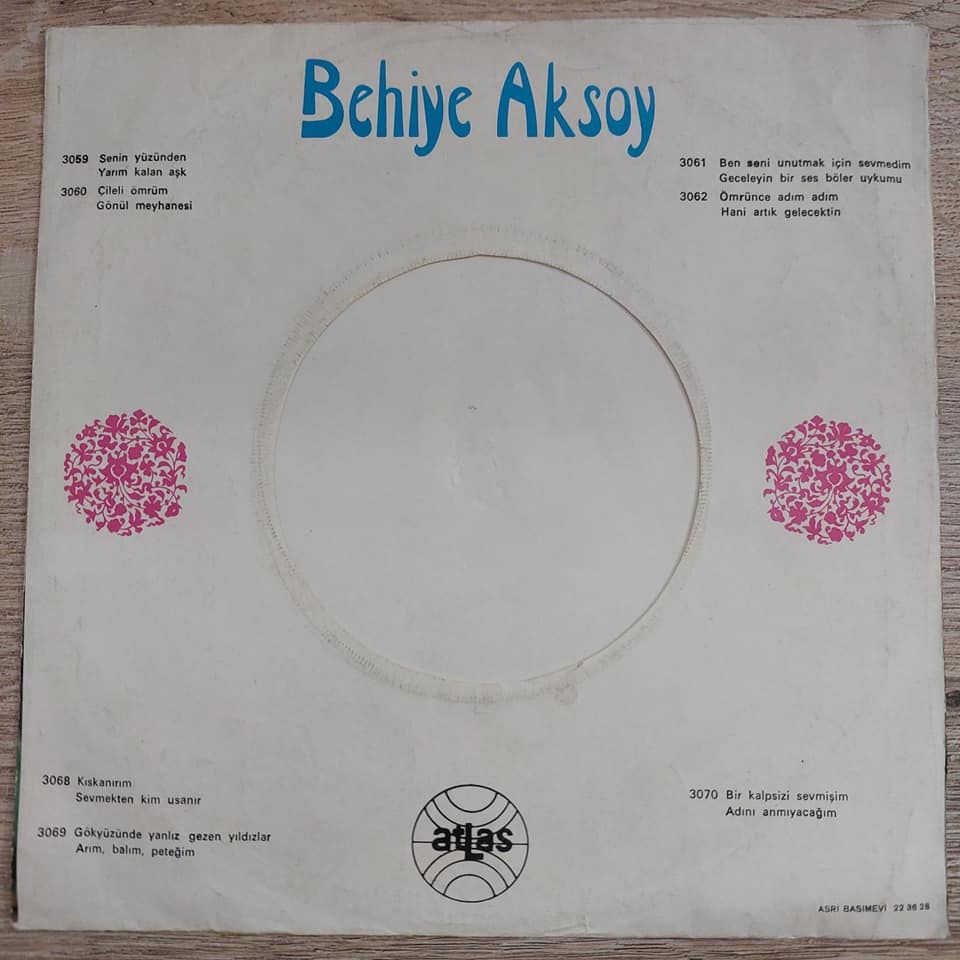 Behiye Aksoy
3059 Senin yüzünden
Yarım kalan aşk
3060 Çileli ömrüm
Gönül meyhanesi
3061 Ben seni unutmak için sevmedim
Geceleyin bir ses böler uykumu
3062 Ömrünce adım adım
Hani artık gelecektin
3068 Kıskanırım
Sevmekten kim usanır
3069 Gökyüzünde yanlız gezen yıldızlar
Arım, balım, peteğim
atlas
3070 Bir kalpsizi sevmişim
Adını anmıyacağım
ASRI BASIMEVİ 22 36 28